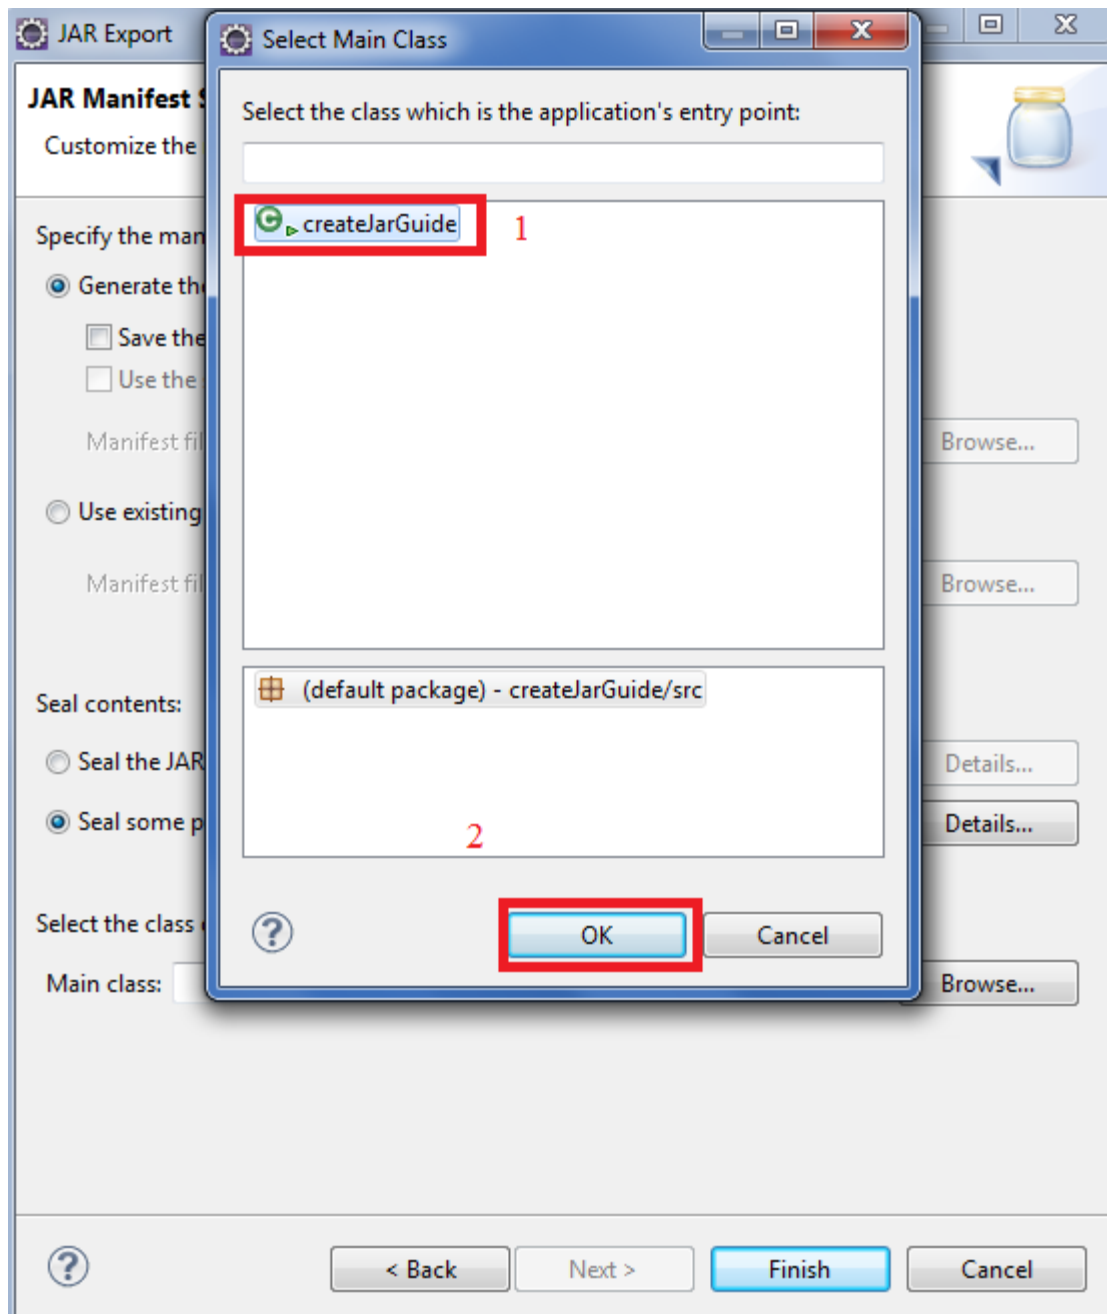 JAR Export
Select Main Class
JAR Manifest S
Customize the
Select the class which is the application's entry point:
createJarGuide
1
Specify the man
Generate the
Save the
Use the
Manifest fil
Browse...
Use existing
Manifest fil
Browse...
(default package) - createJarGuide/src
Seal contents:
Seal the JAR
Details...
Seal some p
Details...
2
Select the class
OK
Cancel
Main class:
Browse...
< Back
Next >
Finish
Cancel